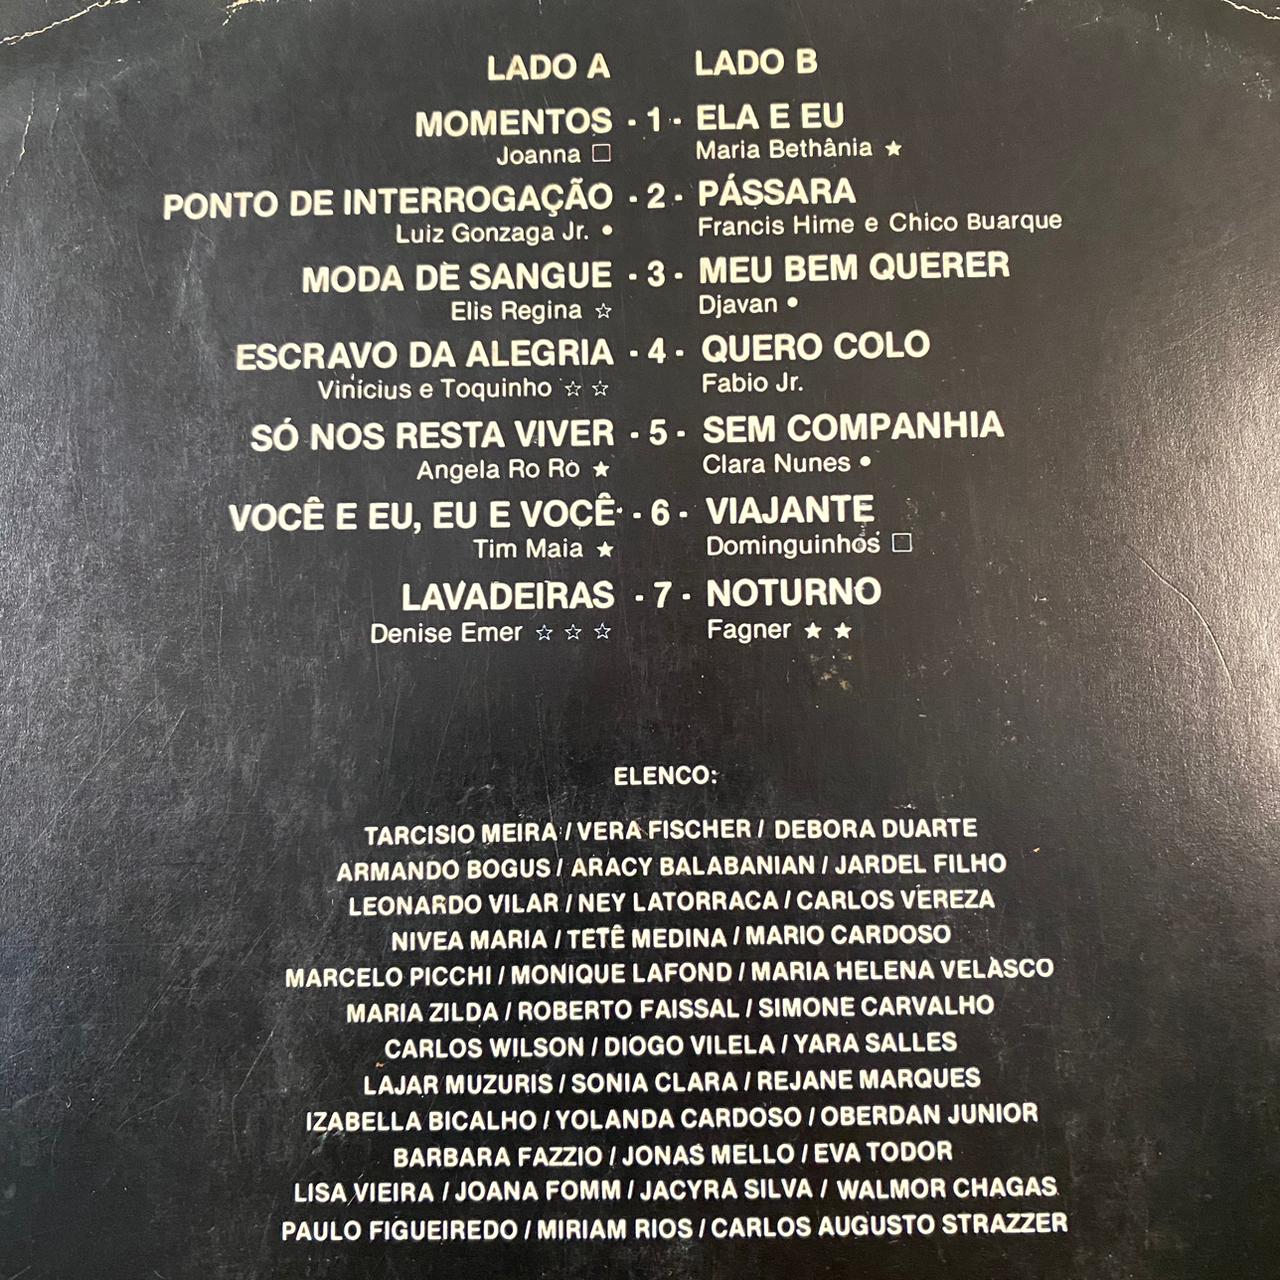 LADO A LADO B
MOMENTOS - 1 - ELA E EU
Joanna □ Maria Bethânia ★
PONTO DE INTERROGAÇÃO - 2 - PÁSSARA
Luiz Gonzaga Jr. • Francis Hime e Chico Buarque
MODA DE SANGUE - 3 - MEU BEM QUERER
Elis Regina ☆ Djavan •
ESCRAVO DA ALEGRIA - 4 - QUERO COLO
Vinícius e Toquinho ☆ ☆ Fabio Jr.
SÓ NOS RESTA VIVER - 5 - SEM COMPANHIA
Angela Ro Ro ★ Clara Nunes •
VOCÊ E EU, EU E VOCÊ - 6 - VIAJANTE
Tim Maia ★ Dominguinhos □
LAVADEIRAS - 7 - NOTURNO
Denise Emer ☆ ☆ ☆ Fagner ★ ★
ELENCO:
TARCISIO MEIRA / VERA FISCHER / DEBORA DUARTE
ARMANDO BOGUS / ARACY BALABANIAN / JARDEL FILHO
LEONARDO VILAR / NEY LATORRACA / CARLOS VEREZA
NIVEA MARIA / TETÊ MEDINA / MARIO CARDOSO
MARCELO PICCHI / MONIQUE LAFOND / MARIA HELENA VELASCO
MARIA ZILDA / ROBERTO FAISSAL / SIMONE CARVALHO
CARLOS WILSON / DIOGO VILELA / YARA SALLES
LAJAR MUZURIS / SONIA CLARA / REJANE MARQUES
IZABELLA BICALHO / YOLANDA CARDOSO / OBERDAN JUNIOR
BARBARA FAZZIO / JONAS MELLO / EVA TODOR
LISA VIEIRA / JOANA FOMM / JACYRA SILVA / WALMOR CHAGAS
PAULO FIGUEIREDO / MIRIAM RIOS / CARLOS AUGUSTO STRAZZER